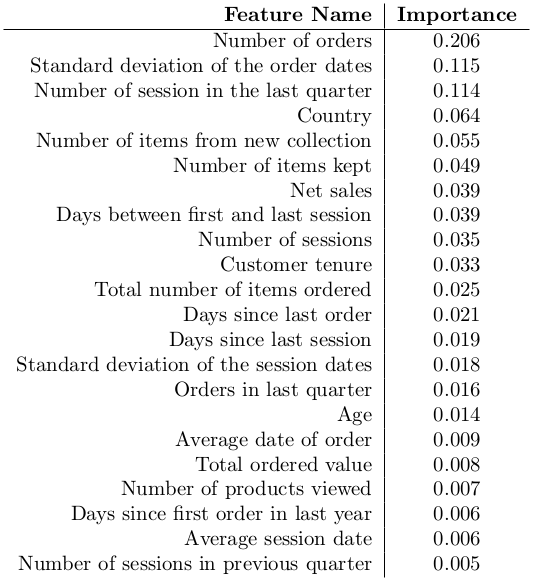 Feature Name Importance
Number of orders 0.206
Standard deviation of the order dates 0.115
Number of session in the last quarter 0.114
Country 0.064
Number of items from new collection 0.055
Number of items kept 0.049
Net sales 0.039
Days between first and last session 0.039
Number of sessions 0.035
Customer tenure 0.033
Total number of items ordered 0.025
Days since last order 0.021
Days since last session 0.019
Standard deviation of the session dates 0.018
Orders in last quarter 0.016
Age 0.014
Average date of order 0.009
Total ordered value 0.008
Number of products viewed 0.007
Days since first order in last year 0.006
Average session date 0.006
Number of sessions in previous quarter 0.005